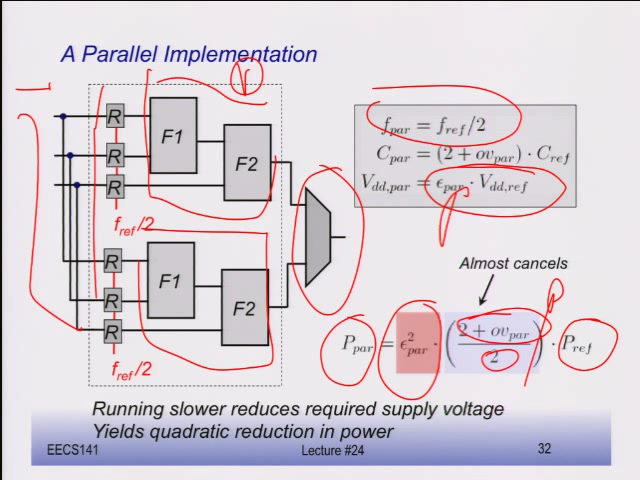 A Parallel Implementation
R
F1
R
F2
R
f_ref/2
R
F1
R
F2
R
f_ref/2
f_par = f_ref/2
C_par = (2 + ov_par) · C_ref
V_dd,par = ϵ_par · V_dd,ref
Almost cancels
P_par = ϵ²_par · ( (2 + ov_par) / 2 ) · P_ref
Running slower reduces required supply voltage
Yields quadratic reduction in power
EECS141 Lecture #24 32